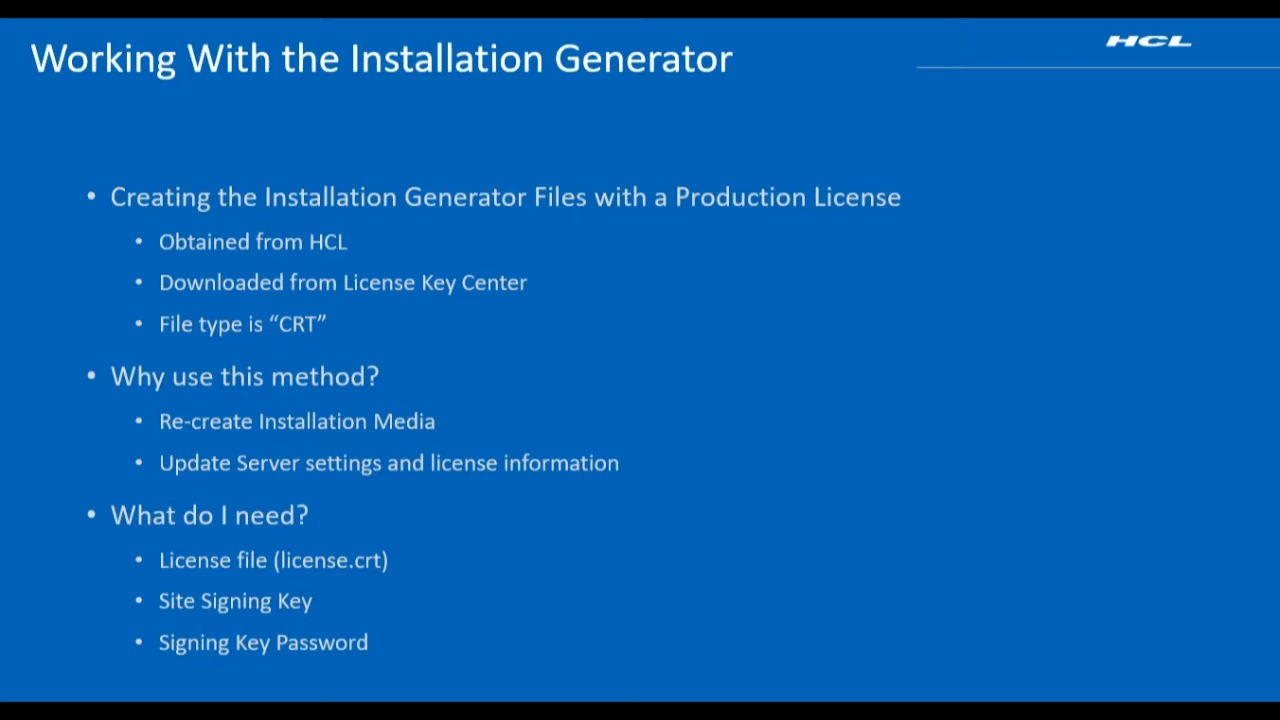 Working With the Installation Generator
HCL
• Creating the Installation Generator Files with a Production License
• Obtained from HCL
• Downloaded from License Key Center
• File type is “CRT”
• Why use this method?
• Re-create Installation Media
• Update Server settings and license information
• What do I need?
• License file (license.crt)
• Site Signing Key
• Signing Key Password